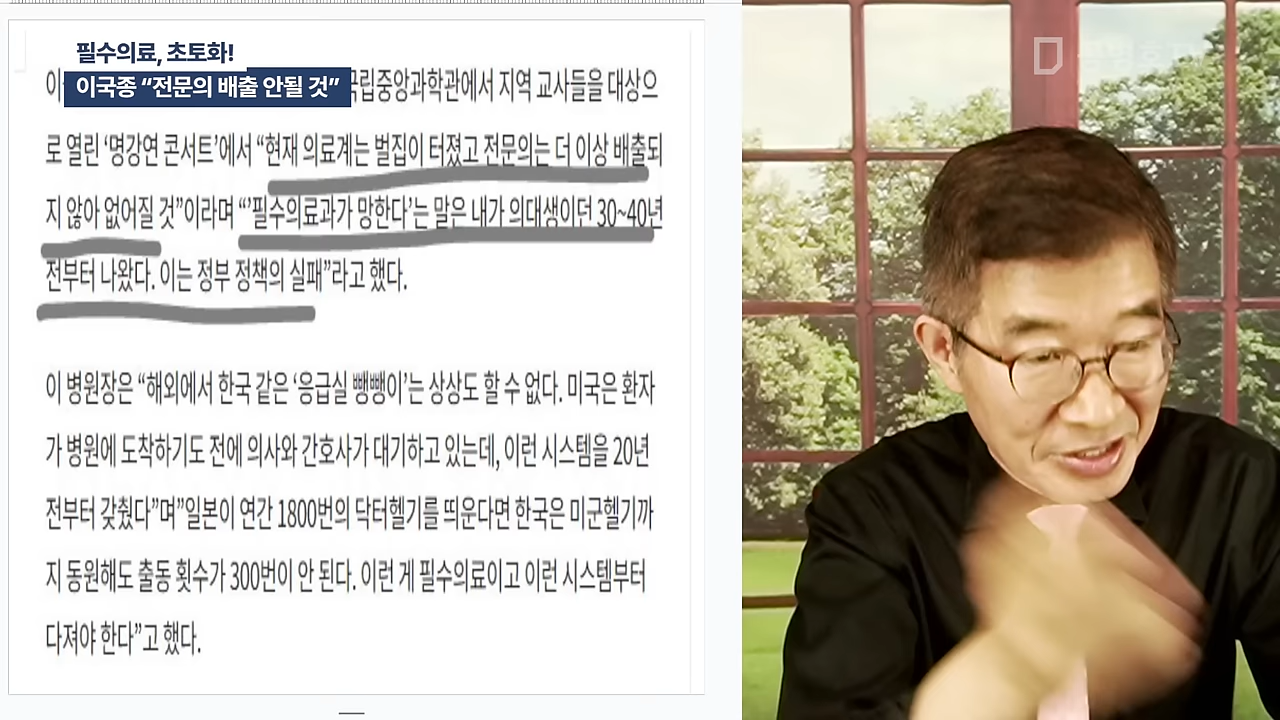 필수의료, 초토화!
이국종 “전문의 배출 안될 것”
국립중앙과학관에서 지역 교사들을 대상으
로 열린 ‘명강연 콘서트’에서 “현재 의료계는 벌집이 터졌고 전문의는 더 이상 배출되
지 않아 없어질 것”이라며 “’필수의료과가 망한다’는 말은 내가 의대생이던 30~40년
전부터 나왔다. 이는 정부 정책의 실패”라고 했다.
이 병원장은 “해외에서 한국 같은 ‘응급실 뺑뺑이’는 상상도 할 수 없다. 미국은 환자
가 병원에 도착하기도 전에 의사와 간호사가 대기하고 있는데, 이런 시스템을 20년
전부터 갖췄다”며”일본이 연간 1800번의 닥터헬기를 띄운다면 한국은 미군헬기까
지 동원해도 출동 횟수가 300번이 안 된다. 이런 게 필수의료이고 이런 시스템부터
다져야 한다”고 했다.